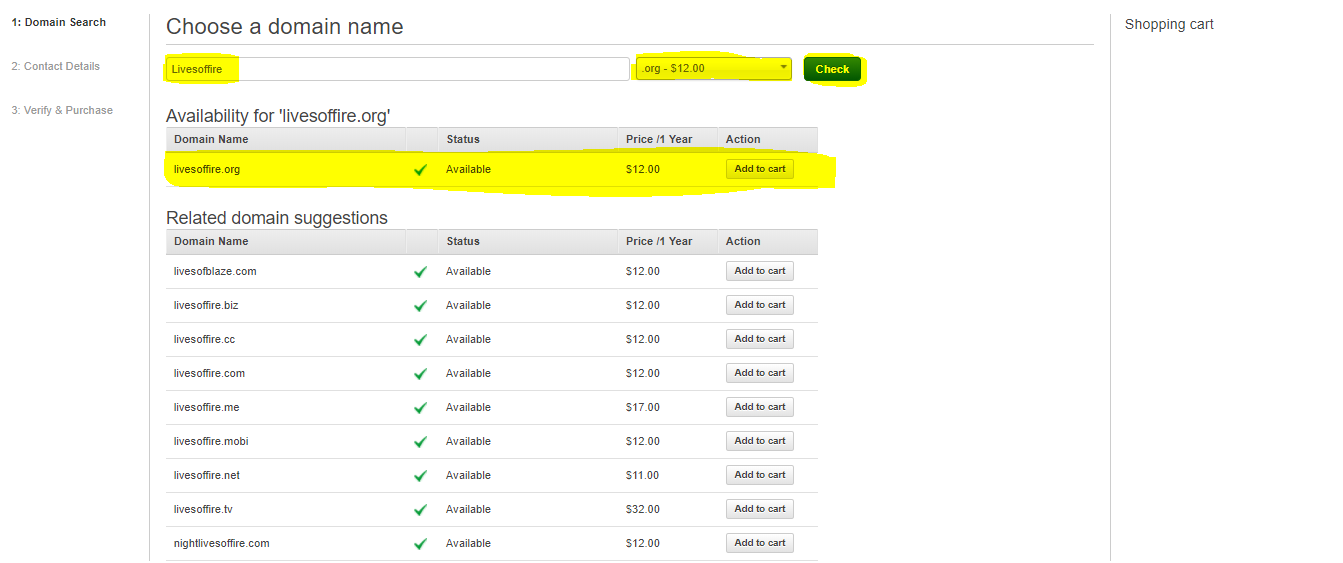 1: Domain Search
2: Contact Details
3: Verify & Purchase
Choose a domain name
Livesoffire .org - $12.00 Check
Availability for 'livesoffire.org'
Domain Name Status Price /1 Year Action
livesoffire.org Available $12.00 Add to cart
Related domain suggestions
Domain Name Status Price /1 Year Action
livesofblaze.com Available $12.00 Add to cart
livesoffire.biz Available $12.00 Add to cart
livesoffire.cc Available $12.00 Add to cart
livesoffire.com Available $12.00 Add to cart
livesoffire.me Available $17.00 Add to cart
livesoffire.mobi Available $12.00 Add to cart
livesoffire.net Available $11.00 Add to cart
livesoffire.tv Available $32.00 Add to cart
nightlivesoffire.com Available $12.00 Add to cart
Shopping cart